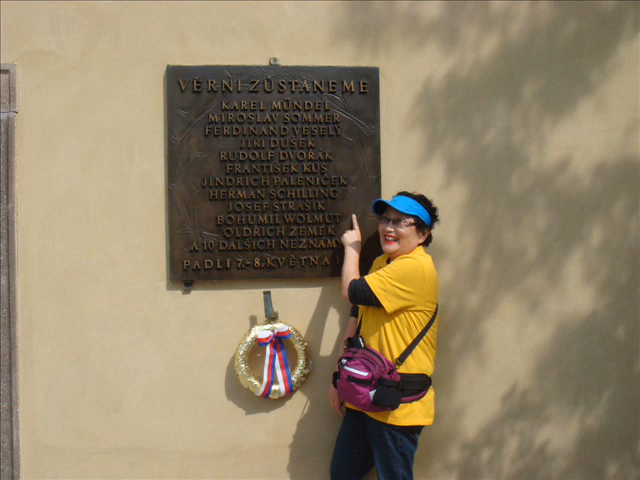 VĚRNI ZŮSTANEME
KAREL MÜNDEL
MIROSLAV SOMMER
FERDINAND VESELÝ
JIŘÍ DUŠEK
RUDOLF DVOŘÁK
FRANTIŠEK KUS
JINDŘICH PALENÍČEK
HERMAN SCHILLING
JOSEF STRAŠÍK
BOHUMIL WOLMUT
OLDŘICH ZEMEK
A 10 DALŠÍCH NEZNÁMÝ
PADLI 7.-8. KVĚTNA